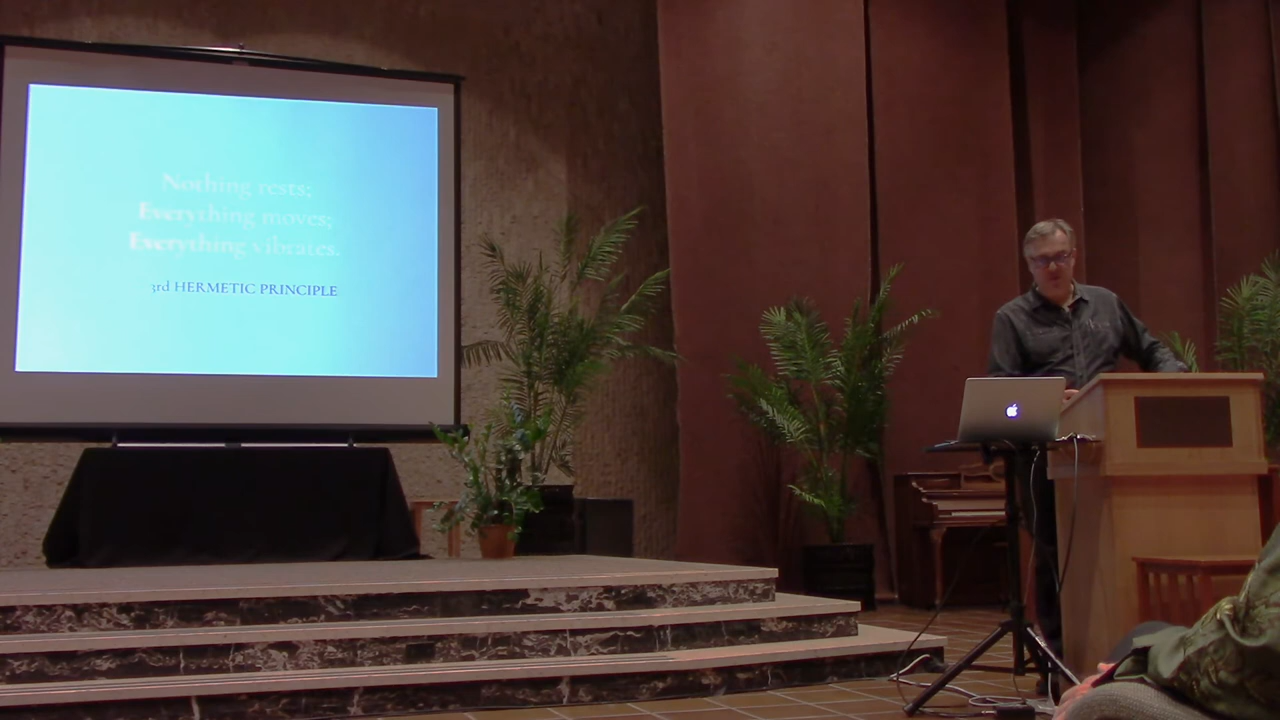 Nothing rests;
Everything moves;
Everything vibrates.
3rd HERMETIC PRINCIPLE